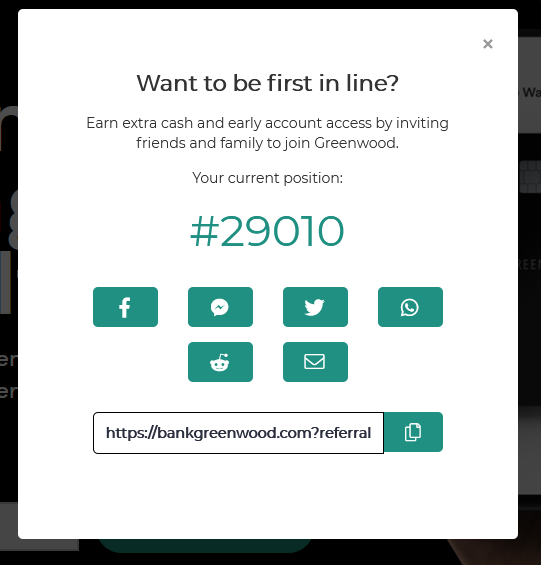 ×
Want to be first in line?
Earn extra cash and early account access by inviting
friends and family to join Greenwood.
Your current position:
#29010
https://bankgreenwood.com?referral